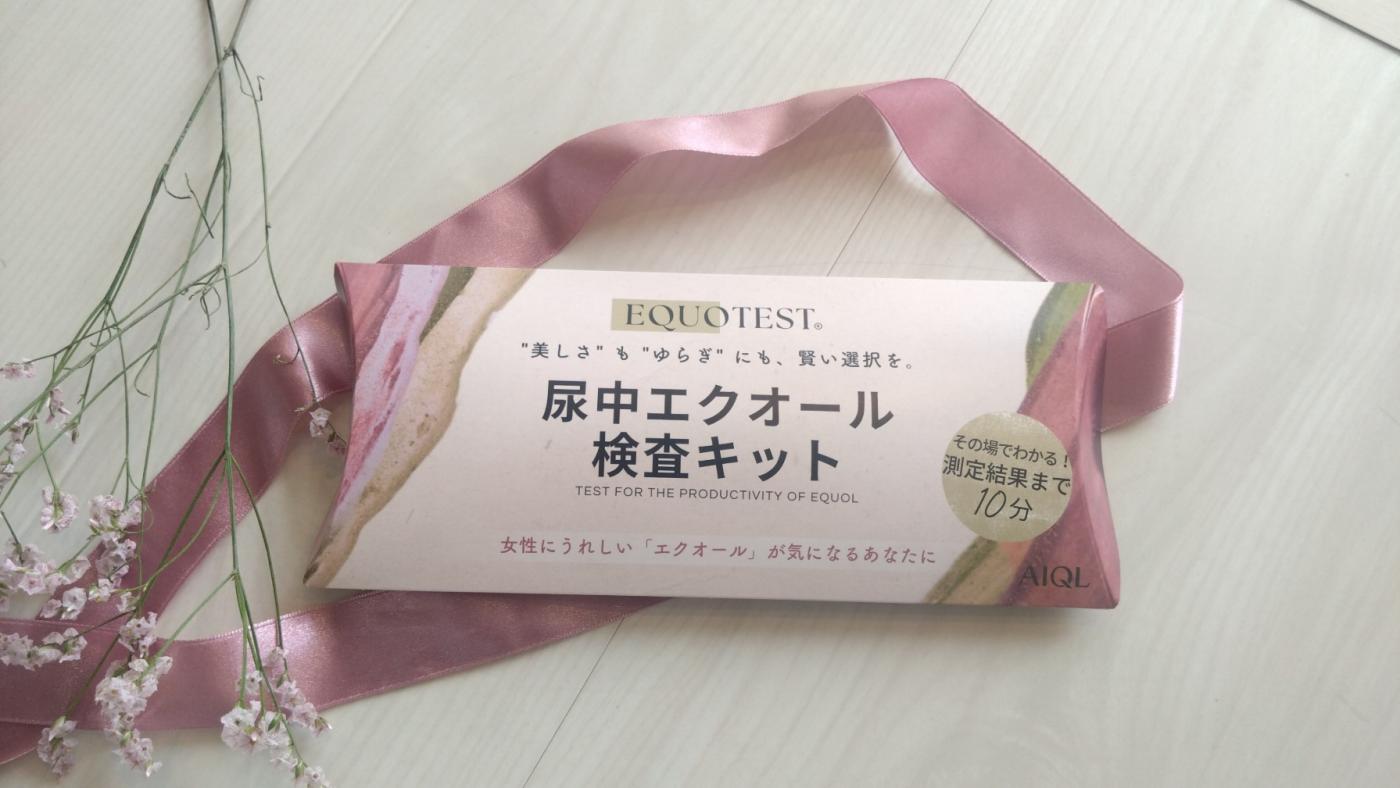 EQUOTEST®
"美しさ" も "ゆらぎ" にも、賢い選択を。
尿中エクオール
検査キット
TEST FOR THE PRODUCTIVITY OF EQUOL
女性にうれしい「エクオール」が気になるあなたに
その場でわかる！
測定結果まで
10分
AIQL